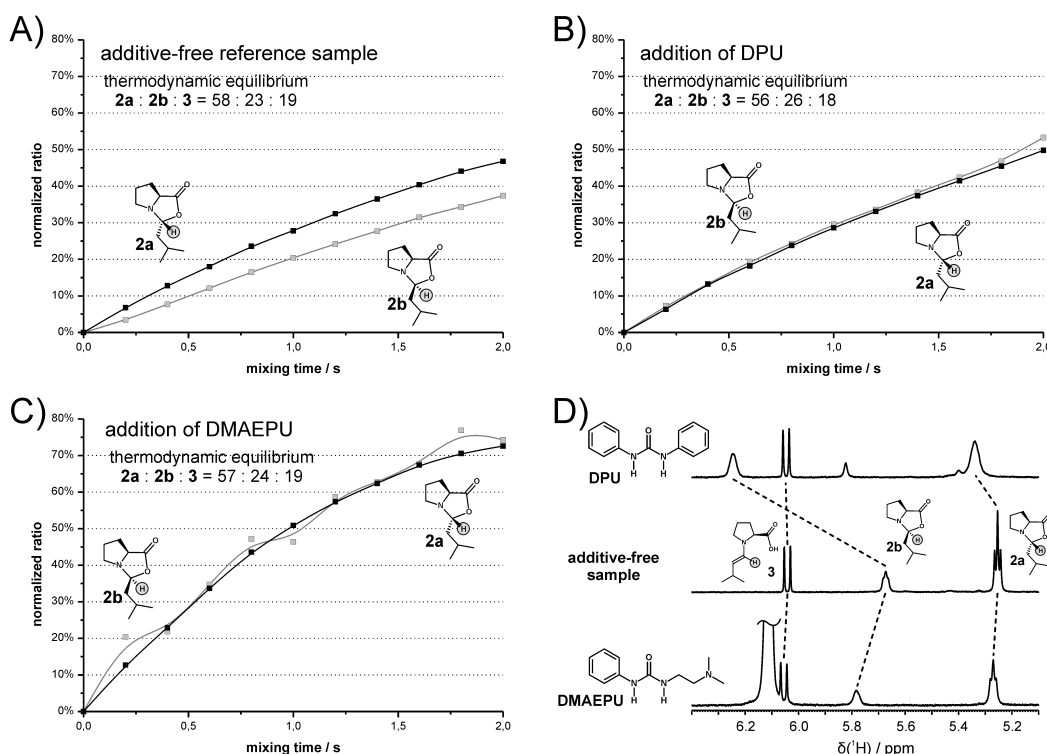 A)
additive-free reference sample
thermodynamic equilibrium
2a : 2b : 3 = 58 : 23 : 19
80%
70%
60%
50%
40%
30%
20%
10%
0%
normalized ratio
N
O
O
H
2a
N
O
O
H
2b
0,0
0,5
1,0
1,5
2,0
mixing time / s
B)
addition of DPU
thermodynamic equilibrium
2a : 2b : 3 = 56 : 26 : 18
80%
70%
60%
50%
40%
30%
20%
10%
0%
normalized ratio
N
O
O
H
2b
N
O
O
H
2a
0,0
0,5
1,0
1,5
2,0
mixing time / s
C)
addition of DMAEPU
thermodynamic equilibrium
2a : 2b : 3 = 57 : 24 : 19
80%
70%
60%
50%
40%
30%
20%
10%
0%
normalized ratio
N
O
O
H
2b
N
O
O
H
2a
0,0
0,5
1,0
1,5
2,0
mixing time / s
D)
O
N
H
N
H
DPU
additive-free
sample
N
O
OH
H
3
N
O
O
H
2b
N
O
O
H
2a
O
N
H
N
H
N
DMAEPU
6.2
6.0
5.8
5.6
5.4
5.2
δ(¹H) / ppm